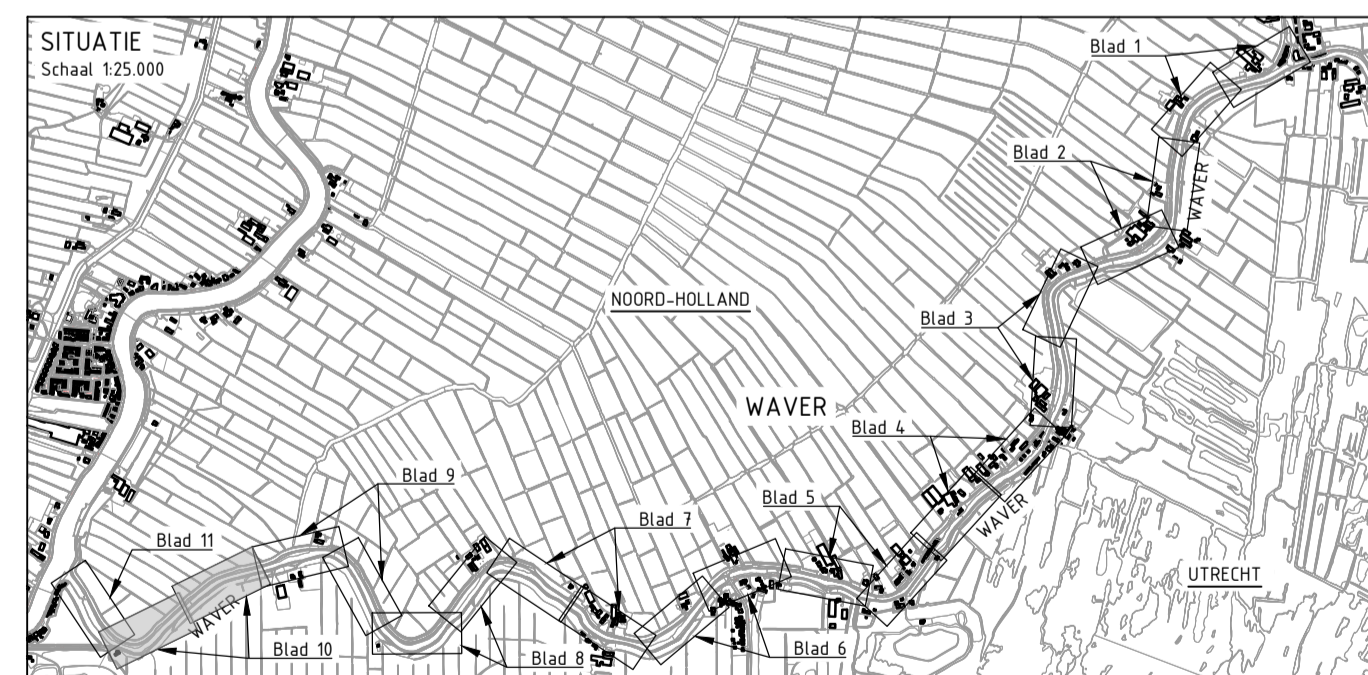 SITUATIE
Schaal 1:25.000
Blad 1
Blad 2
WAVER
NOORD-HOLLAND
Blad 3
WAVER
Blad 4
Blad 9
Blad 5
Blad 7
WAVER
Blad 11
UTRECHT
WAVER
Blad 10
Blad 8
Blad 6